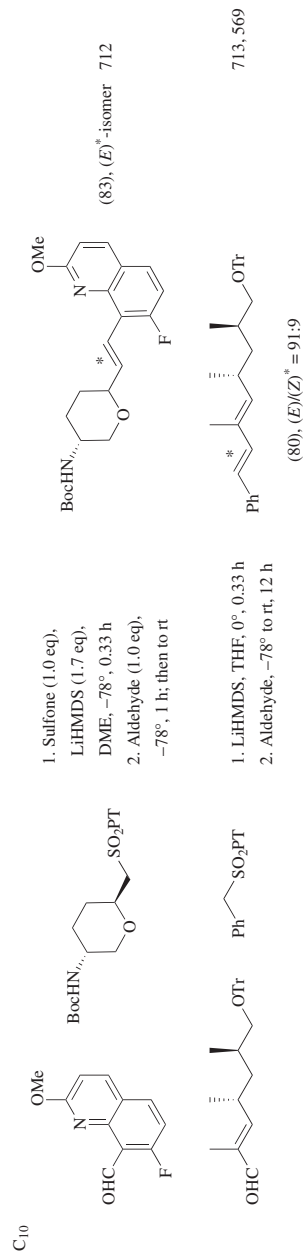 C10
OHC
N
OMe
F
BocHN
O
SO2PT
1. Sulfone (1.0 eq),
LiHMDS (1.7 eq),
DME, –78°, 0.33 h
2. Aldehyde (1.0 eq),
–78°, 1 h; then to rt
BocHN
O
*
N
OMe
F
(83), (E)*-isomer
712
OHC
OTr
Ph
SO2PT
1. LiHMDS, THF, 0°, 0.33 h
2. Aldehyde, –78° to rt, 12 h
Ph
*
OTr
(80), (E)/(Z)* = 91:9
713, 569